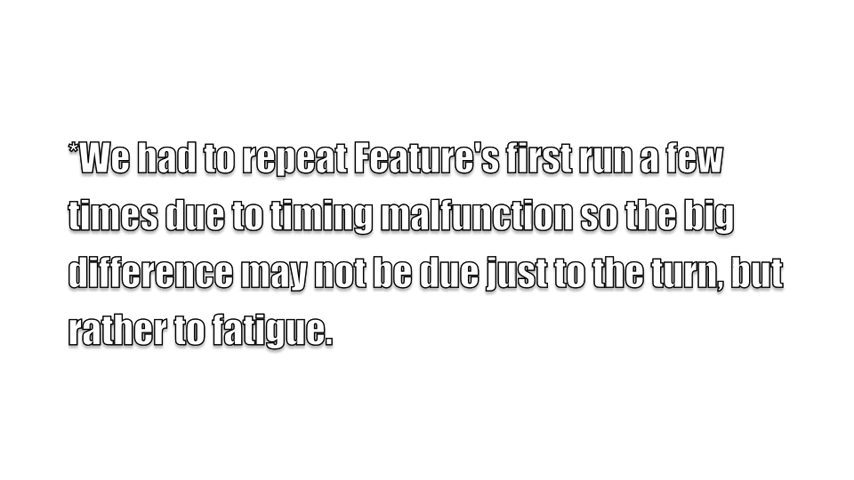 *We had to repeat Feature's first run a few
times due to timing malfunction so the big
difference may not be due just to the turn, but
rather to fatigue.